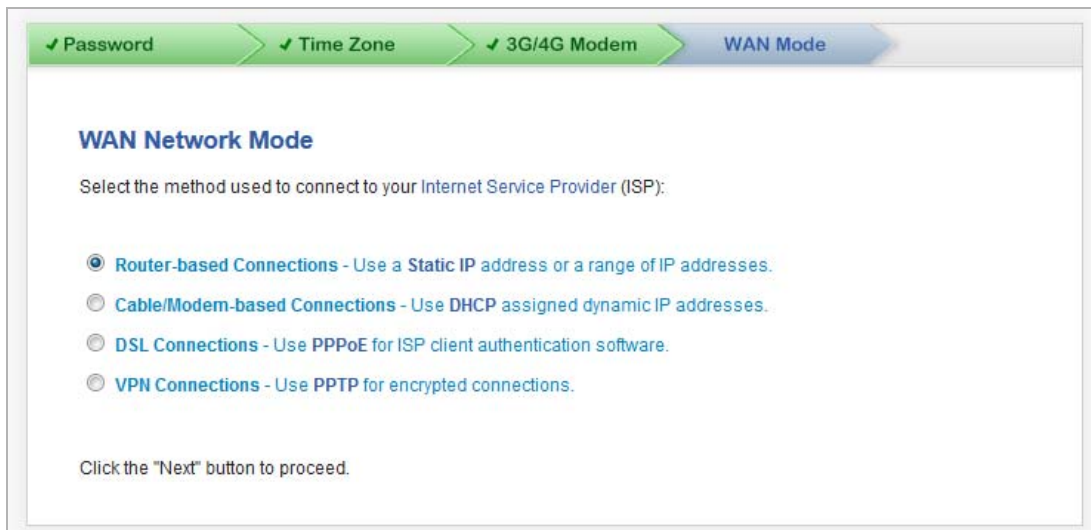 ✔ Password ✔ Time Zone ✔ 3G/4G Modem WAN Mode
WAN Network Mode
Select the method used to connect to your Internet Service Provider (ISP):
Router-based Connections - Use a Static IP address or a range of IP addresses.
Cable/Modem-based Connections - Use DHCP assigned dynamic IP addresses.
DSL Connections - Use PPPoE for ISP client authentication software.
VPN Connections - Use PPTP for encrypted connections.
Click the "Next" button to proceed.